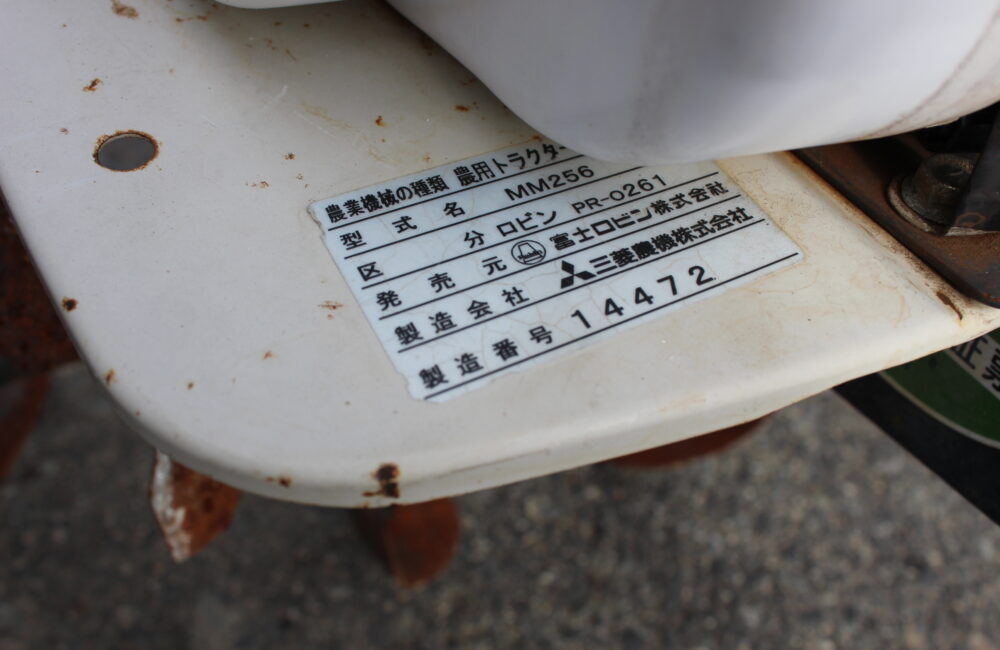 農業機械の種類 農用トラクター
型式名 MM256
区分 ロビン PR-0261
発売元 富士ロビン株式会社
製造会社 三菱農機株式会社
製造番号 14472